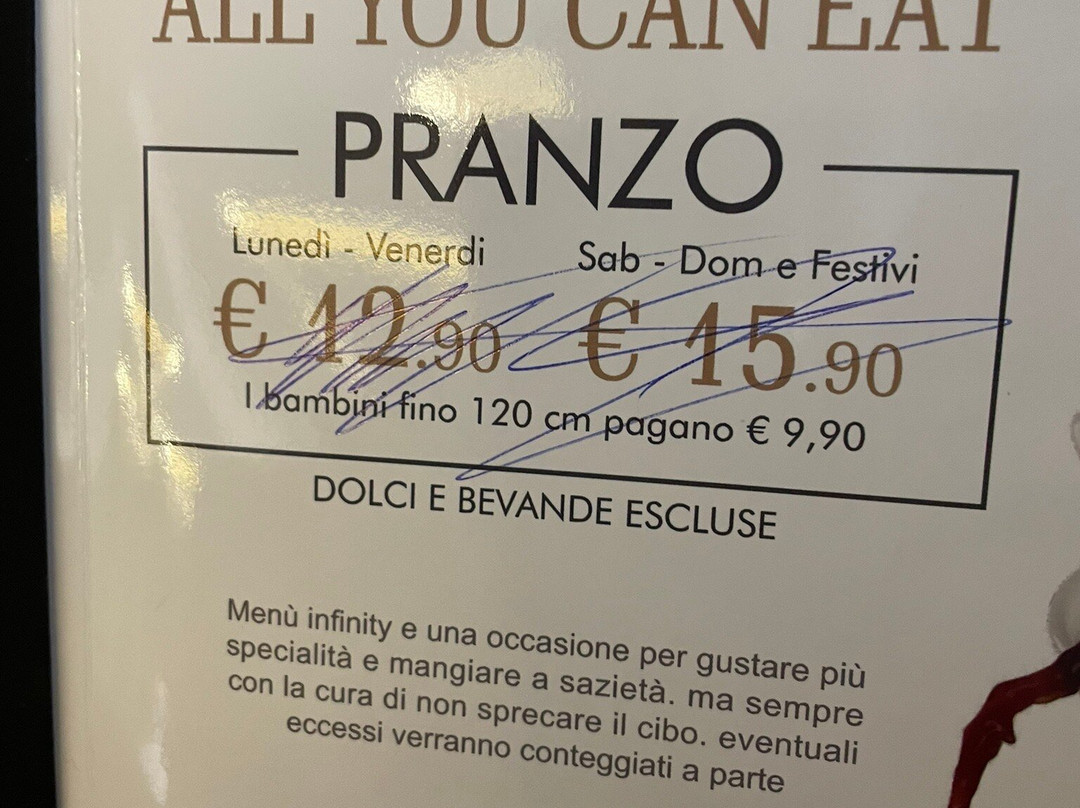 ALL YOU CAN EAT
PRANZO
Lunedì - Venerdi
Sab - Dom e Festivi
€ 12.90
€ 15.90
I bambini fino 120 cm pagano € 9,90
DOLCI E BEVANDE ESCLUSE
Menù infinity e una occasione per gustare più
specialità e mangiare a sazietà. ma sempre
con la cura di non sprecare il cibo. eventuali
eccessi verranno conteggiati a parte